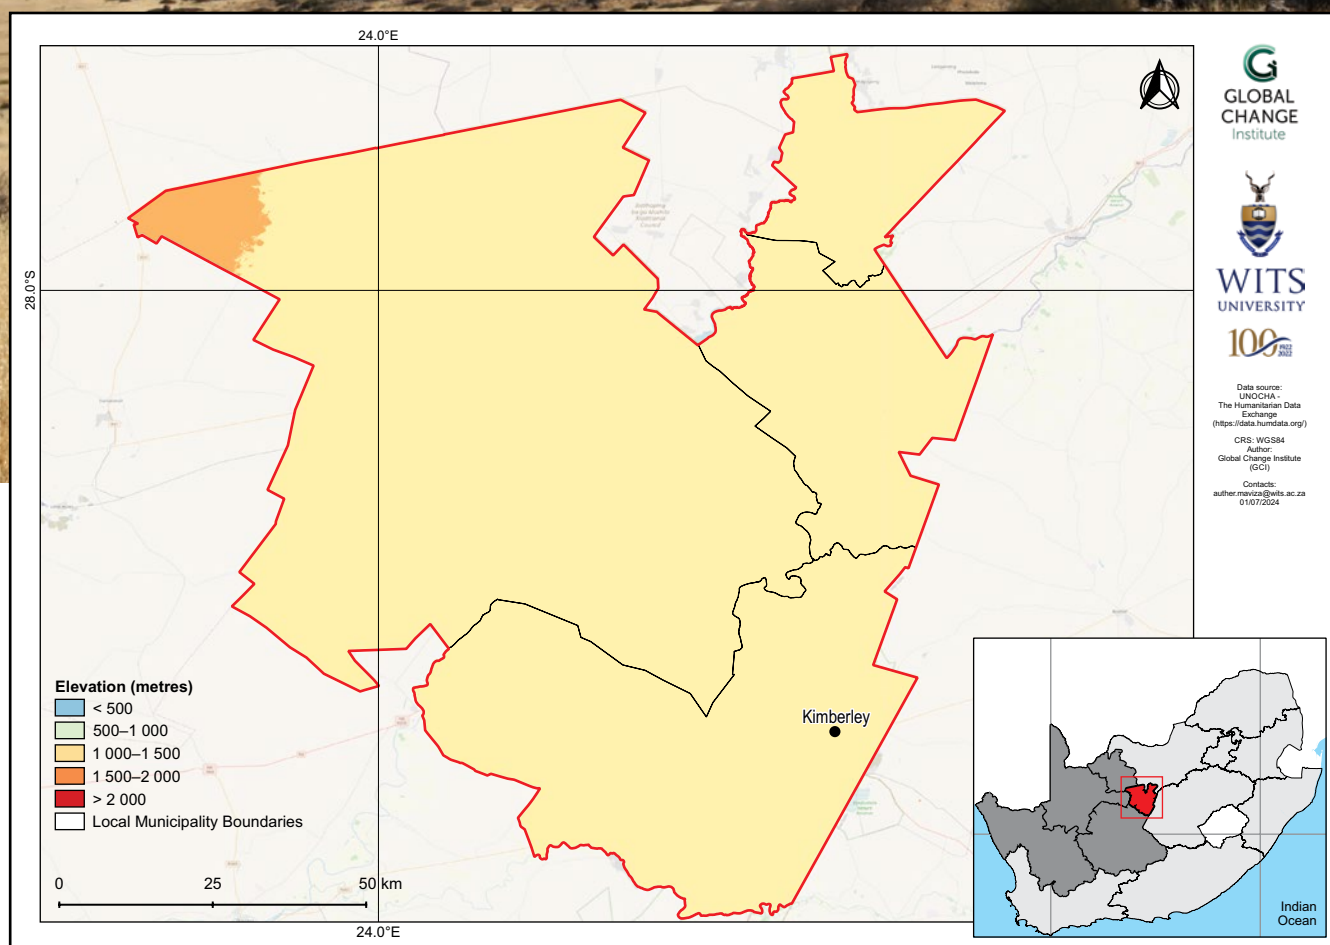 24.0°E
28.0°S
Kimberley
Elevation (metres)
< 500
500–1 000
1 000–1 500
1 500–2 000
> 2 000
Local Municipality Boundaries
0 25 50 km
24.0°E
GLOBAL
CHANGE
Institute
WITS
UNIVERSITY
100 1922
2022
Data source:
UNOCHA -
The Humanitarian Data
Exchange
(https://data.humdata.org/)
CRS: WGS84
Author:
Global Change Institute
(GCI)
Contacts:
auther.maviza@wits.ac.za
01/07/2024
Indian
Ocean